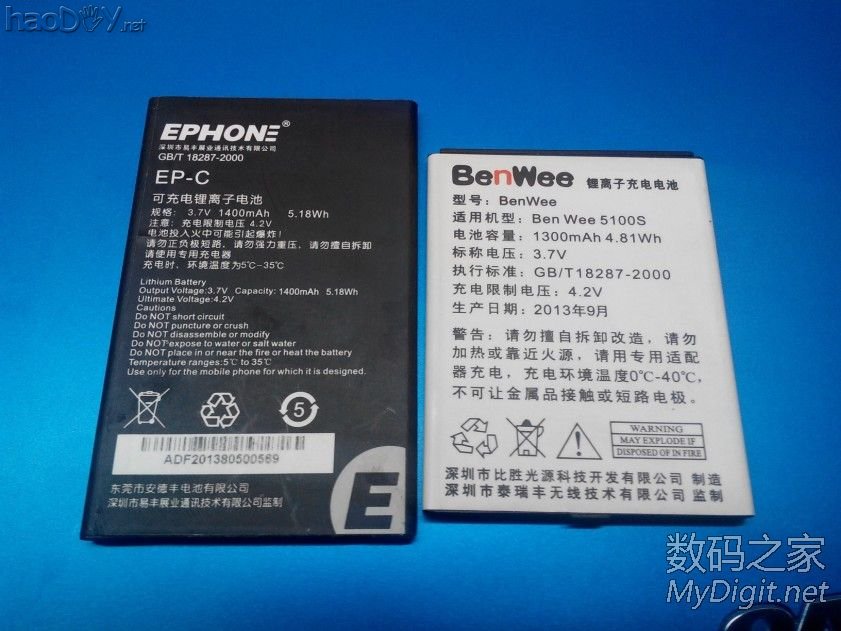 haoDIY.net
EPHONE®
深圳市易丰展业通讯技术有限公司
GB/T 18287-2000
EP-C
可充电锂离子电池
规格: 3.7V 1400mAh 5.18Wh
注意: 充电限制电压 4.2V
电池投入火中可能引起爆炸!
请勿正负极短路, 请勿强力重压, 请勿擅自拆卸
请使用专用充电器
充电时、环境温度为5℃-35℃
Lithium Battery
Output Voltage:3.7V Capacity:1400mAh 5.18Wh
Ultimate Voltage:4.2V
Cautions
Do NOT short circuit
Do NOT puncture or crush
Do NOT disassemble or modify
Do NOT expose to water or salt water
Do NOT place in or near the fire or heat the battery
Temperature ranges:5℃ to 35℃
Use only for the mobile phone for which it is designed.
5
ADF201380500569
东莞市安德丰电池有限公司
深圳市易丰展业通讯技术有限公司监制
E
BenWee 锂离子充电电池
型号: BenWee
适用机型: Ben Wee 5100S
电池容量: 1300mAh 4.81Wh
标称电压: 3.7V
执行标准: GB/T18287-2000
充电限制电压: 4.2V
生产日期: 2013年9月
警告: 请勿擅自拆卸改造, 请勿
加热或靠近火源, 请用专用适配
器充电, 充电环境温度0℃-40℃,
不可让金属品接触或短路电极。
WARNING
MAY EXPLODE IF
DISPOSED OF IN FIRE
深圳市比胜光源科技开发有限公司 制造
深圳市泰瑞丰无线技术有限公司 监制
数码之家
MyDigit.net